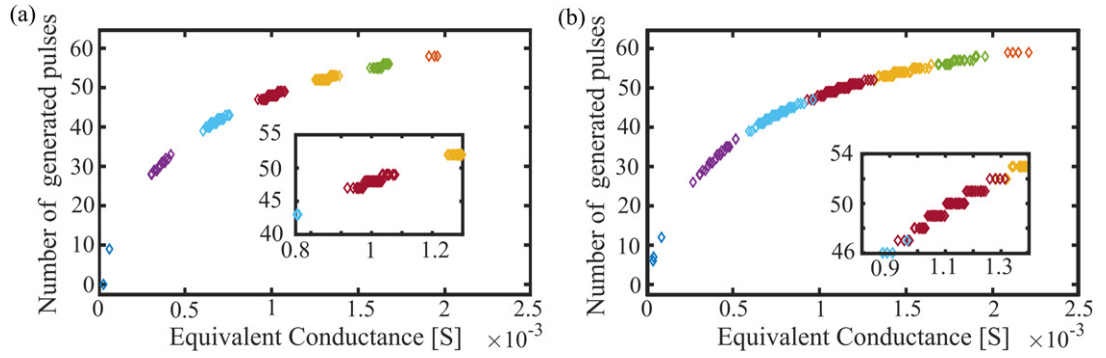 (a)
Number of generated pulses
60
50
40
30
20
10
0
55
50
45
40
0.8 1 1.2
0 0.5 1 1.5 2 2.5
Equivalent Conductance [S] ×10⁻³
(b)
Number of generated pulses
60
50
40
30
20
10
0
54
52
50
48
46
0.9 1.1 1.3
0 0.5 1 1.5 2 2.5
Equivalent Conductance [S] ×10⁻³